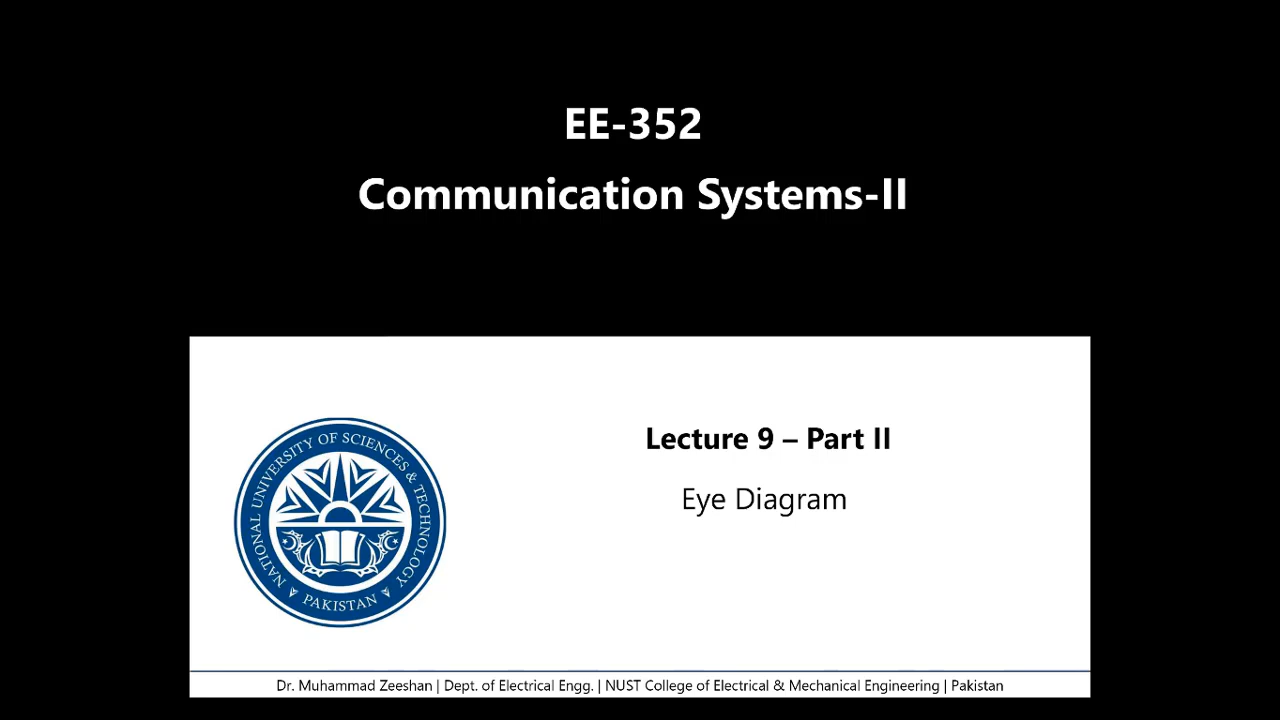 EE-352
Communication Systems-II
Lecture 9 – Part II
Eye Diagram
NATIONAL UNIVERSITY OF SCIENCES & TECHNOLOGY
PAKISTAN
Dr. Muhammad Zeeshan | Dept. of Electrical Engg. | NUST College of Electrical & Mechanical Engineering | Pakistan